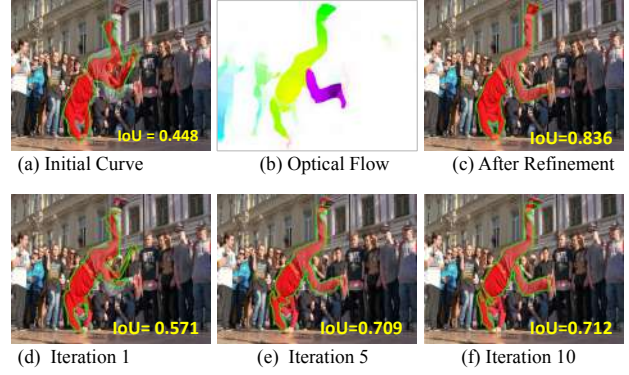 IoU = 0.448
IoU=0.836
(a) Initial Curve
(b) Optical Flow
(c) After Refinement
IoU= 0.571
IoU=0.709
IoU=0.712
(d) Iteration 1
(e) Iteration 5
(f) Iteration 10